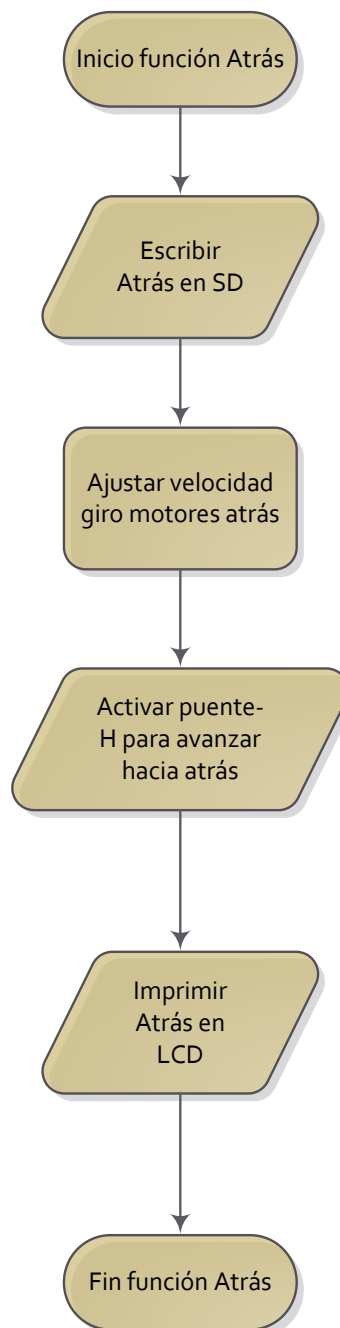 Inicio función Atrás
Escribir
Atrás en SD
Ajustar velocidad
giro motores atrás
Activar puente-
H para avanzar
hacia atrás
Imprimir
Atrás en
LCD
Fin función Atrás